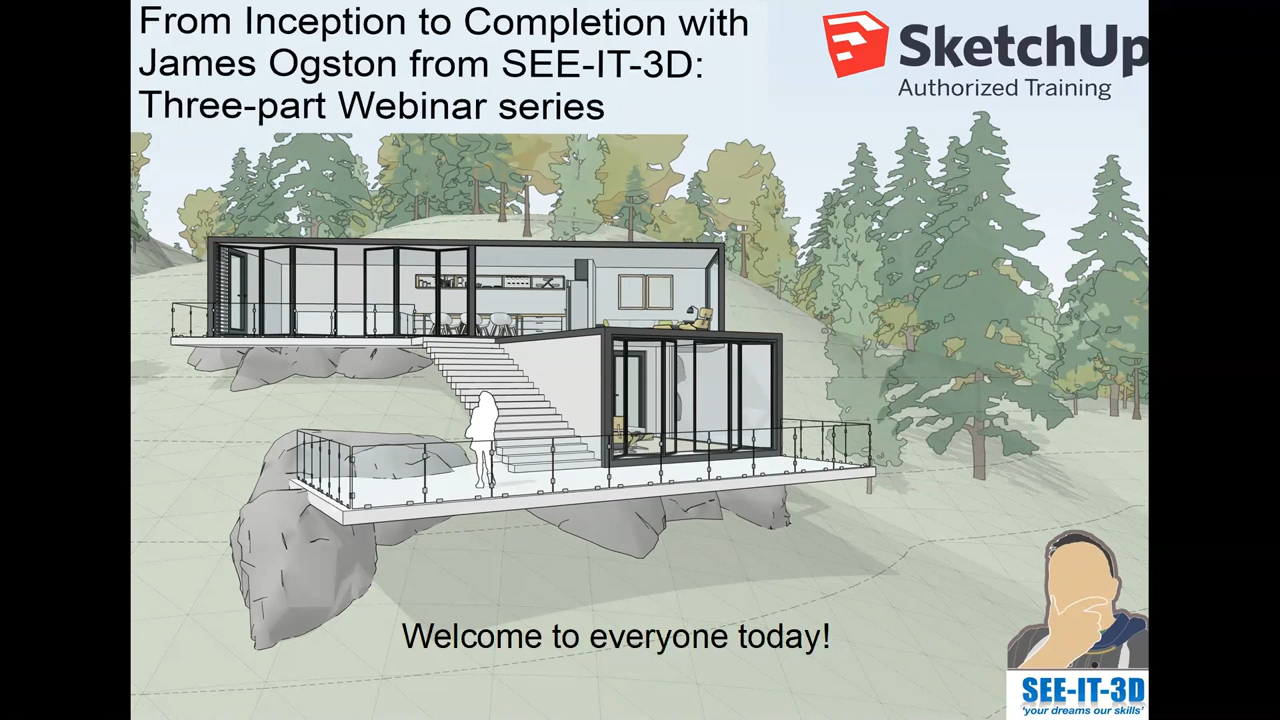 From Inception to Completion with
James Ogston from SEE-IT-3D:
Three-part Webinar series
SketchUp
Authorized Training
Welcome to everyone today!
SEE-IT-3D
'your dreams our skills'